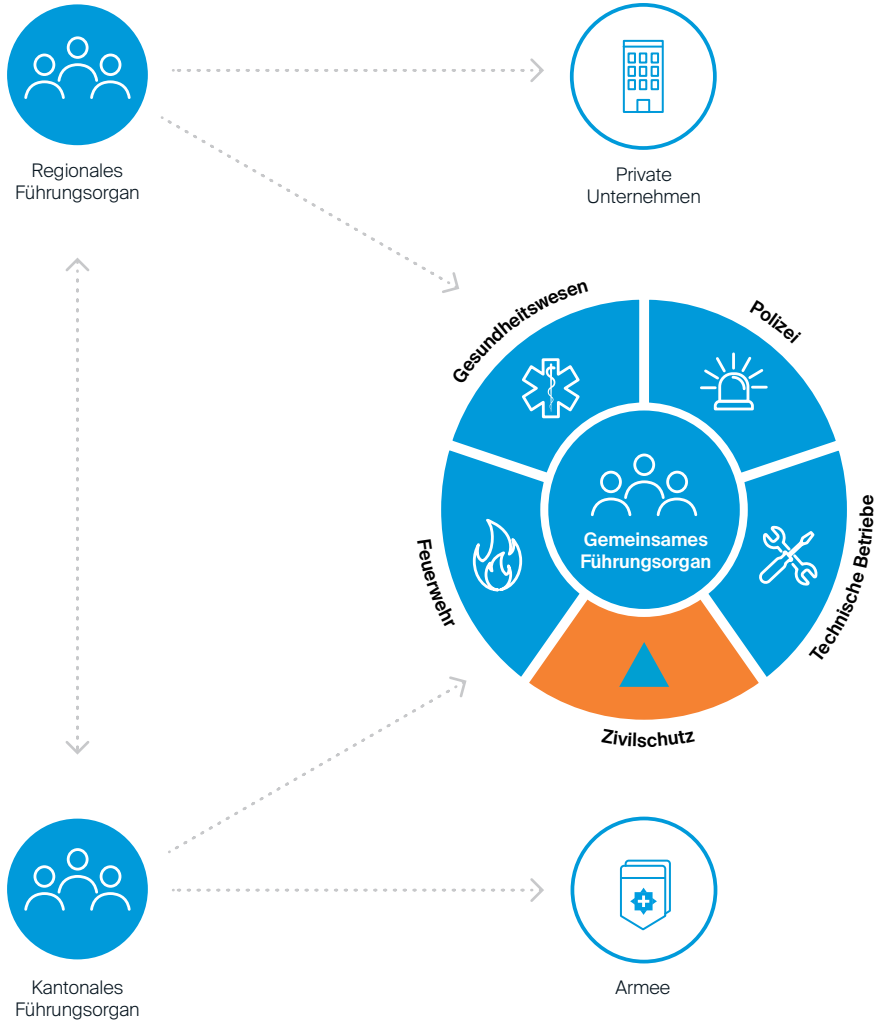 Regionales
Führungsorgan
Private
Unternehmen
Gesundheitswesen
Polizei
Feuerwehr
Gemeinsames
Führungsorgan
Technische Betriebe
Zivilschutz
Kantonales
Führungsorgan
Armee